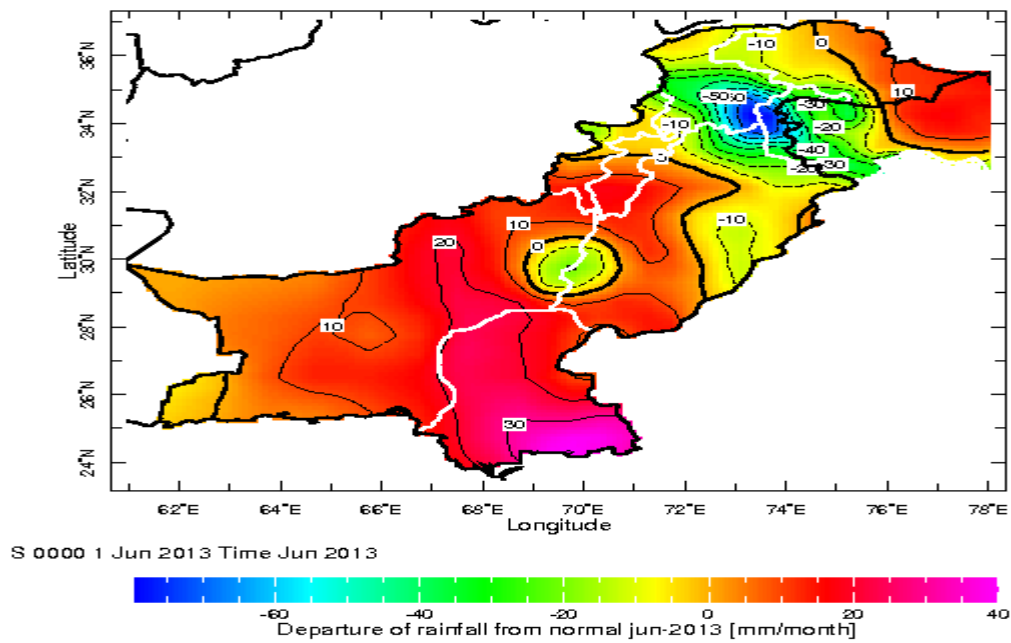 36°N
34°N
32°N
30°N
28°N
26°N
24°N
Latitude
-10
0
10
-50
-30
-20
-10
-40
-20
-30
0
10
-10
20
0
10
30
62°E 64°E 66°E 68°E 70°E 72°E 74°E 76°E 78°E
Longitude
S 0000 1 Jun 2013 Time Jun 2013
-60 -40 -20 0 20 40
Departure of rainfall from normal jun-2013 [mm/month]